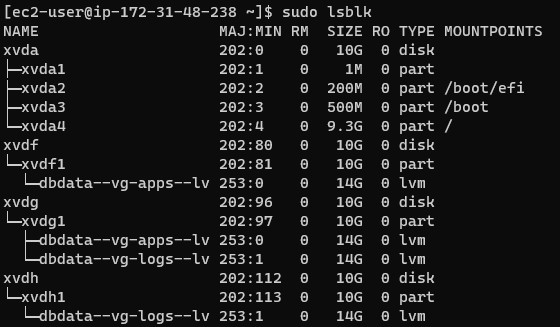 [ec2-user@ip-172-31-48-238 ~]$ sudo lsblk
NAME                   MAJ:MIN RM  SIZE RO TYPE MOUNTPOINTS
xvda                   202:0    0   10G  0 disk
├─xvda1                202:1    0    1M  0 part
├─xvda2                202:2    0  200M  0 part /boot/efi
├─xvda3                202:3    0  500M  0 part /boot
└─xvda4                202:4    0  9.3G  0 part /
xvdf                   202:80   0   10G  0 disk
└─xvdf1                202:81   0   10G  0 part
  └─dbdata--vg-apps--lv 253:0    0   14G  0 lvm
xvdg                   202:96   0   10G  0 disk
└─xvdg1                202:97   0   10G  0 part
  ├─dbdata--vg-apps--lv 253:0    0   14G  0 lvm
  └─dbdata--vg-logs--lv 253:1    0   14G  0 lvm
xvdh                   202:112  0   10G  0 disk
└─xvdh1                202:113  0   10G  0 part
  └─dbdata--vg-logs--lv 253:1    0   14G  0 lvm